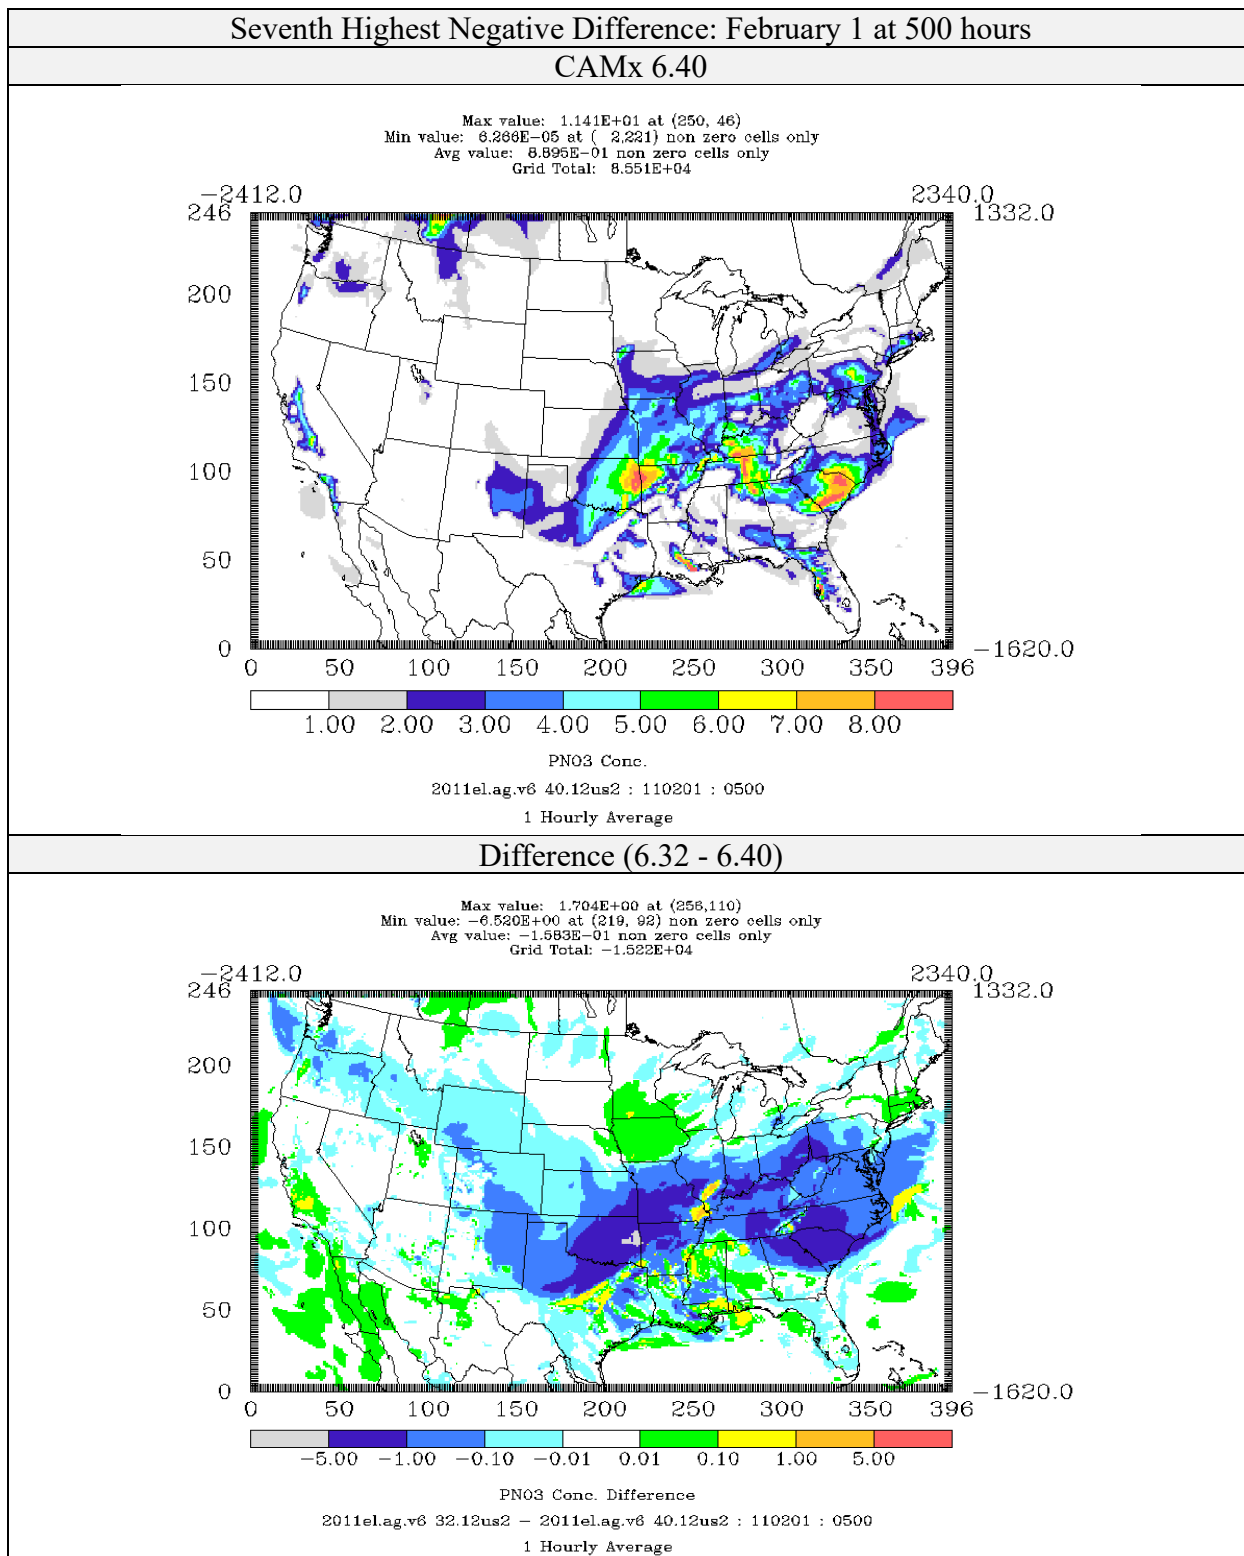 Seventh Highest Negative Difference: February 1 at 500 hours
CAMx 6.40
Max value: 1.141E+01 at (250, 46)
Min value: 6.266E-05 at ( 2,221) non zero cells only
Avg value: 8.895E-01 non zero cells only
Grid Total: 8.551E+04
-2412.0 2340.0
246 1332.0
200
150
100
50
0 -1620.0
0 50 100 150 200 250 300 350 396
1.00 2.00 3.00 4.00 5.00 6.00 7.00 8.00
PNO3 Conc.
2011el.ag.v6 40.12us2 : 110201 : 0500
1 Hourly Average
Difference (6.32 - 6.40)
Max value: 1.704E+00 at (256,110)
Min value: -6.520E+00 at (219, 92) non zero cells only
Avg value: -1.583E-01 non zero cells only
Grid Total: -1.522E+04
-2412.0 2340.0
246 1332.0
200
150
100
50
0 -1620.0
0 50 100 150 200 250 300 350 396
-5.00 -1.00 -0.10 -0.01 0.01 0.10 1.00 5.00
PNO3 Conc. Difference
2011el.ag.v6 32.12us2 - 2011el.ag.v6 40.12us2 : 110201 : 0500
1 Hourly Average